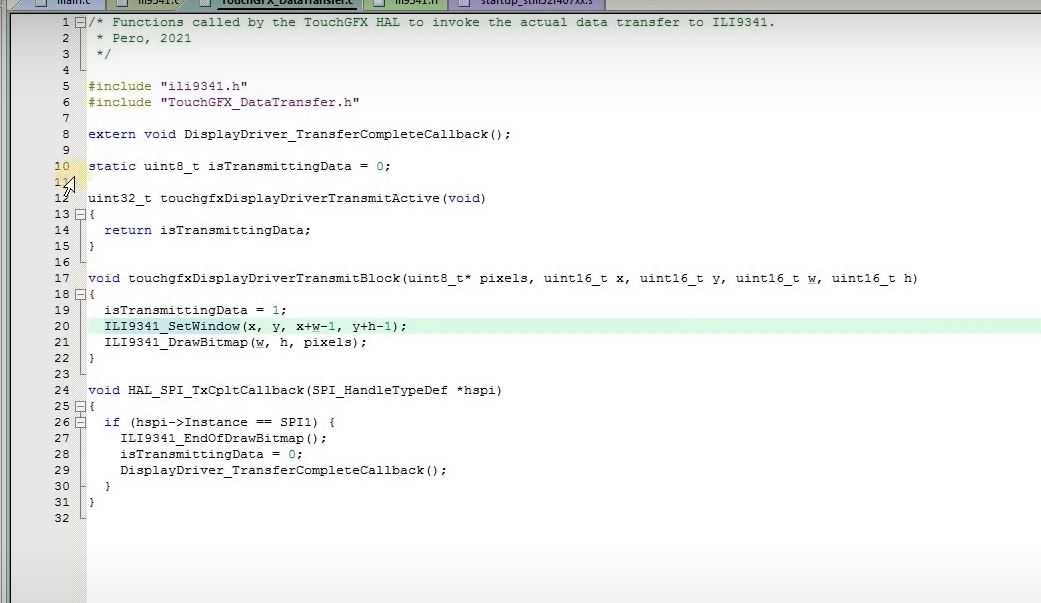 main.c ili9341.c TouchGFX_DataTransfer.c ili9341.h startup_stm32f407xx.s
1 /* Functions called by the TouchGFX HAL to invoke the actual data transfer to ILI9341.
2 * Pero, 2021
3 */
4
5 #include "ili9341.h"
6 #include "TouchGFX_DataTransfer.h"
7
8 extern void DisplayDriver_TransferCompleteCallback();
9
10 static uint8_t isTransmittingData = 0;
11
12 uint32_t touchgfxDisplayDriverTransmitActive(void)
13 {
14 return isTransmittingData;
15 }
16
17 void touchgfxDisplayDriverTransmitBlock(uint8_t* pixels, uint16_t x, uint16_t y, uint16_t w, uint16_t h)
18 {
19 isTransmittingData = 1;
20 ILI9341_SetWindow(x, y, x+w-1, y+h-1);
21 ILI9341_DrawBitmap(w, h, pixels);
22 }
23
24 void HAL_SPI_TxCpltCallback(SPI_HandleTypeDef *hspi)
25 {
26 if (hspi->Instance == SPI1) {
27 ILI9341_EndOfDrawBitmap();
28 isTransmittingData = 0;
29 DisplayDriver_TransferCompleteCallback();
30 }
31 }
32